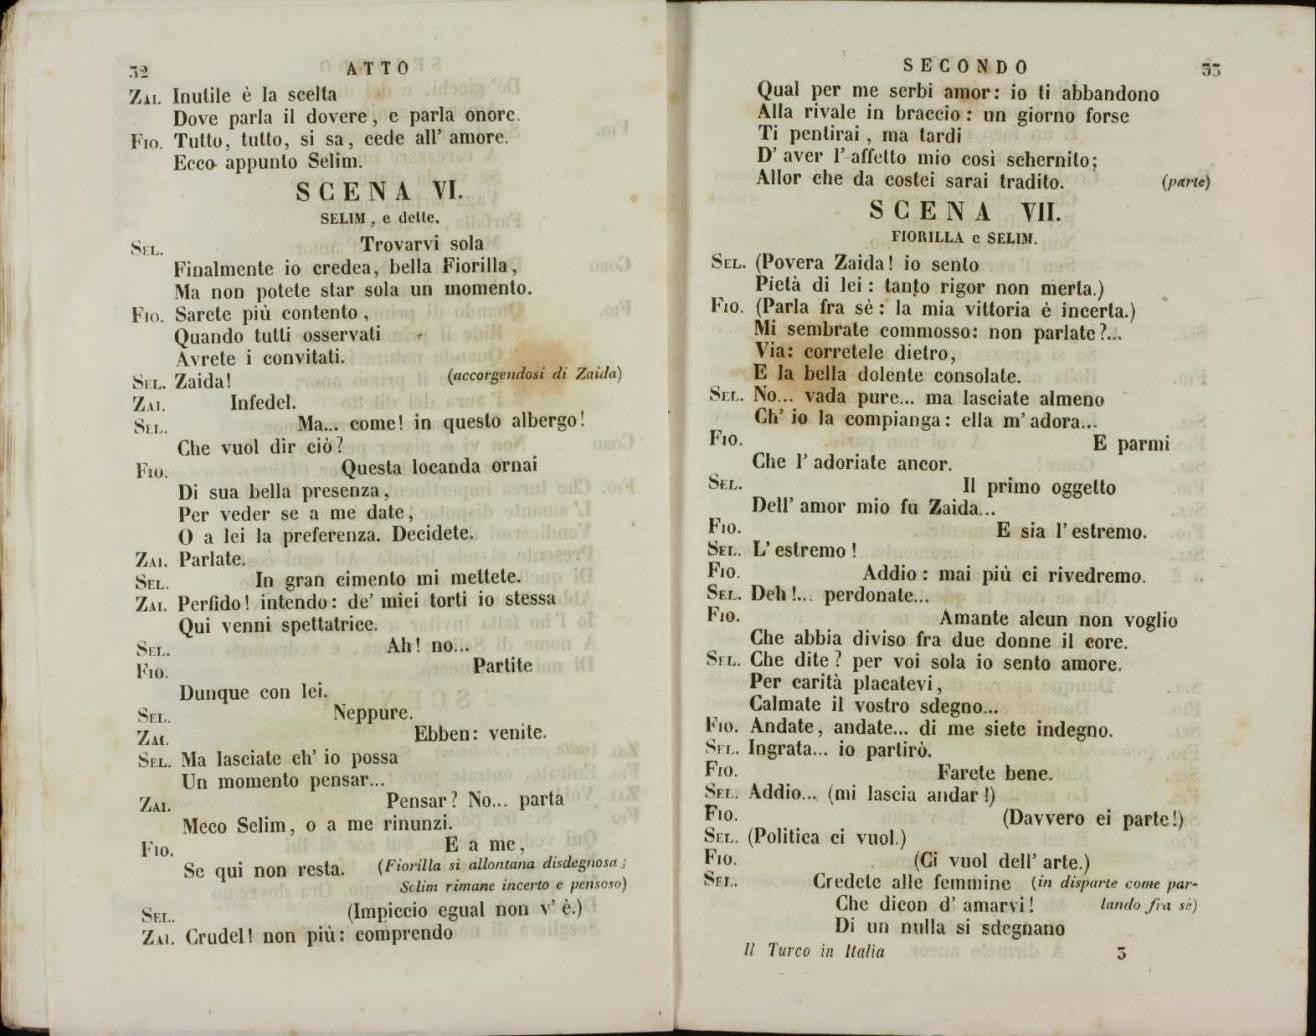 32 ATTO
ZAI. Inutile è la scelta
Dove parla il dovere, e parla onore.
FIO. Tutto, tutto, si sa, cede all' amore.
Ecco appunto Selim.
SCENA VI.
SELIM, e dette.
SEL. Trovarvi sola
Finalmente io credea, bella Fiorilla,
Ma non potete star sola un momento.
FIO. Sarete più contento,
Quando tutti osservati
Avrete i convitati.
SEL. Zaida! (accorgendosi di Zaida)
ZAI. Infedel.
SEL. Ma... come! in questo albergo!
Che vuol dir ciò?
FIO. Questa locanda ornai
Di sua bella presenza,
Per veder se a me date,
O a lei la preferenza. Decidete.
ZAI. Parlate.
SEL. In gran cimento mi mettete.
ZAI. Perfido! intendo: de' miei torti io stessa
Qui venni spettatrice.
SEL. Ah! no...
FIO. Partite
Dunque con lei.
SEL. Neppure.
ZAI. Ebben: venite.
SEL. Ma lasciate ch' io possa
Un momento pensar...
ZAI. Pensar? No... parta
Meco Selim, o a me rinunzi.
FIO. E a me,
Se qui non resta. (Fiorilla si allontana disdegnosa;
Selim rimane incerto e pensoso)
SEL. (Impiccio egual non v' è.)
ZAI. Crudel! non più: comprendo
SECONDO 33
Qual per me serbi amor: io ti abbandono
Alla rivale in braccio: un giorno forse
Ti pentirai, ma tardi
D' aver l' affetto mio così schernito;
Allor che da costei sarai tradito. (parte)
SCENA VII.
FIORILLA e SELIM.
SEL. (Povera Zaida! io sento
Pietà di lei: tanto rigor non merta.)
FIO. (Parla fra sè: la mia vittoria è incerta.)
Mi sembrate commosso: non parlate?...
Via: corretele dietro,
E la bella dolente consolate.
SEL. No... vada pure... ma lasciate almeno
Ch' io la compianga: ella m' adora...
FIO. E parmi
Che l' adoriate ancor.
SEL. Il primo oggetto
Dell' amor mio fu Zaida...
FIO. E sia l' estremo.
SEL. L' estremo!
FIO. Addio: mai più ci rivedremo.
SEL. Deh!... perdonate...
FIO. Amante alcun non voglio
Che abbia diviso fra due donne il core.
SEL. Che dite? per voi sola io sento amore.
Per carità placatevi,
Calmate il vostro sdegno...
FIO. Andate, andate... di me siete indegno.
SEL. Ingrata... io partirò.
FIO. Farete bene.
SEL. Addio... (mi lascia andar!)
FIO. (Davvero ei parte!)
SEL. (Politica ci vuol.)
FIO. (Ci vuol dell' arte.)
SEL. Credete alle femmine (in disparte come par-
Che dicon d' amarvi! lando fra sè)
Di un nulla si sdegnano
Il Turco in Italia 3